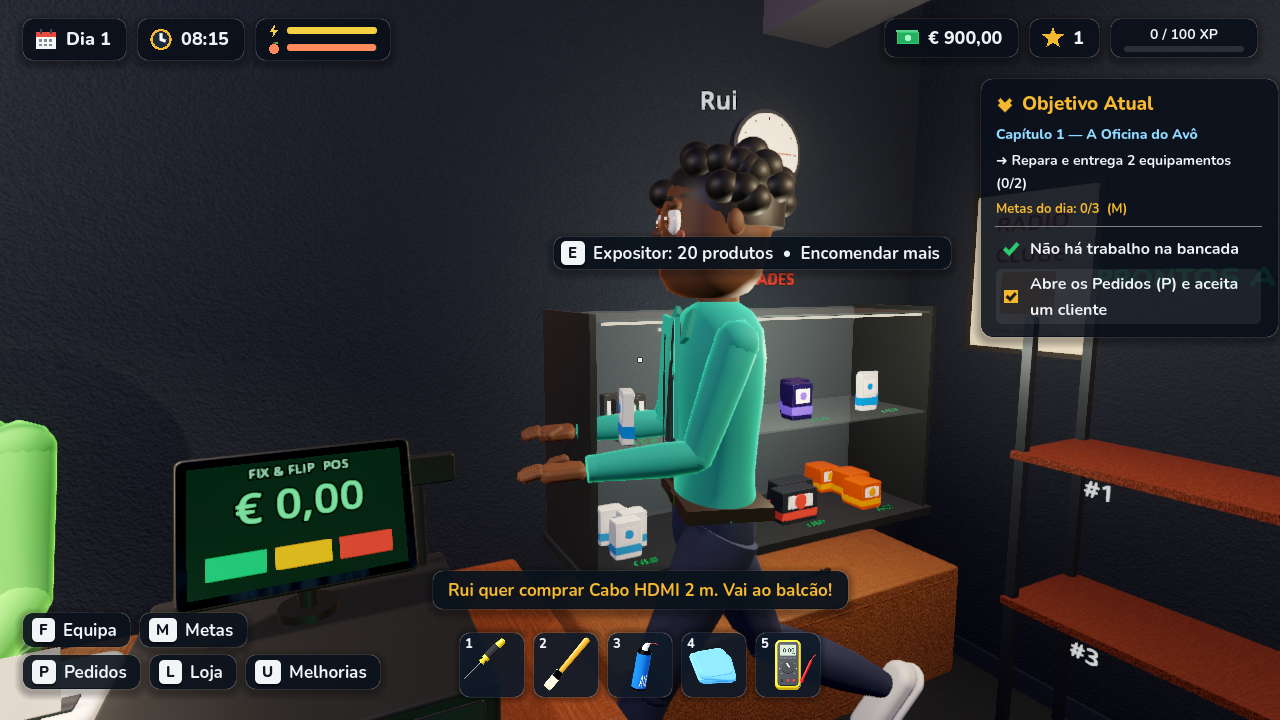 Dia 1
08:15
€ 900,00
1
0 / 100 XP
Objetivo Atual
Capítulo 1 — A Oficina do Avô
→ Repara e entrega 2 equipamentos
(0/2)
Metas do dia: 0/3 (M)
Não há trabalho na bancada
Abre os Pedidos (P) e aceita
um cliente
Rui
E Expositor: 20 produtos • Encomendar mais
FIX & FLIP POS
€ 0,00
#1
#3
Rui quer comprar Cabo HDMI 2 m. Vai ao balcão!
F Equipa
M Metas
P Pedidos
L Loja
U Melhorias
1
2
3
4
5